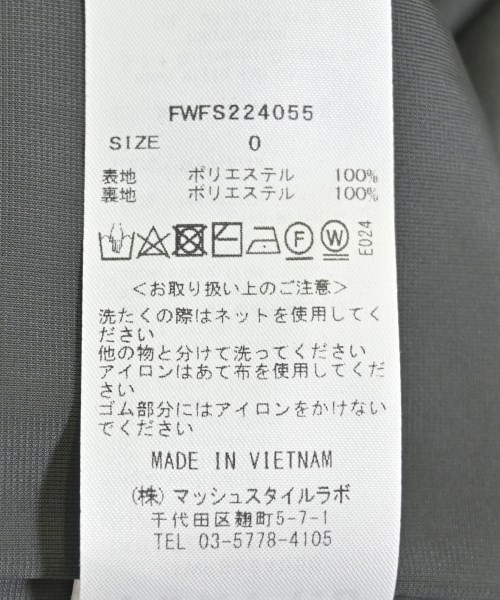 FWFS224055
SIZE 0
表地 ポリエステル 100%
裏地 ポリエステル 100%
F W E024
<お取り扱い上のご注意>
洗たくの際はネットを使用してく
ださい
他の物と分けて洗ってください
アイロンはあて布を使用してくだ
さい
ゴム部分にはアイロンをかけない
でください
MADE IN VIETNAM
(株)マッシュスタイルラボ
千代田区麹町5-7-1
TEL 03-5778-4105